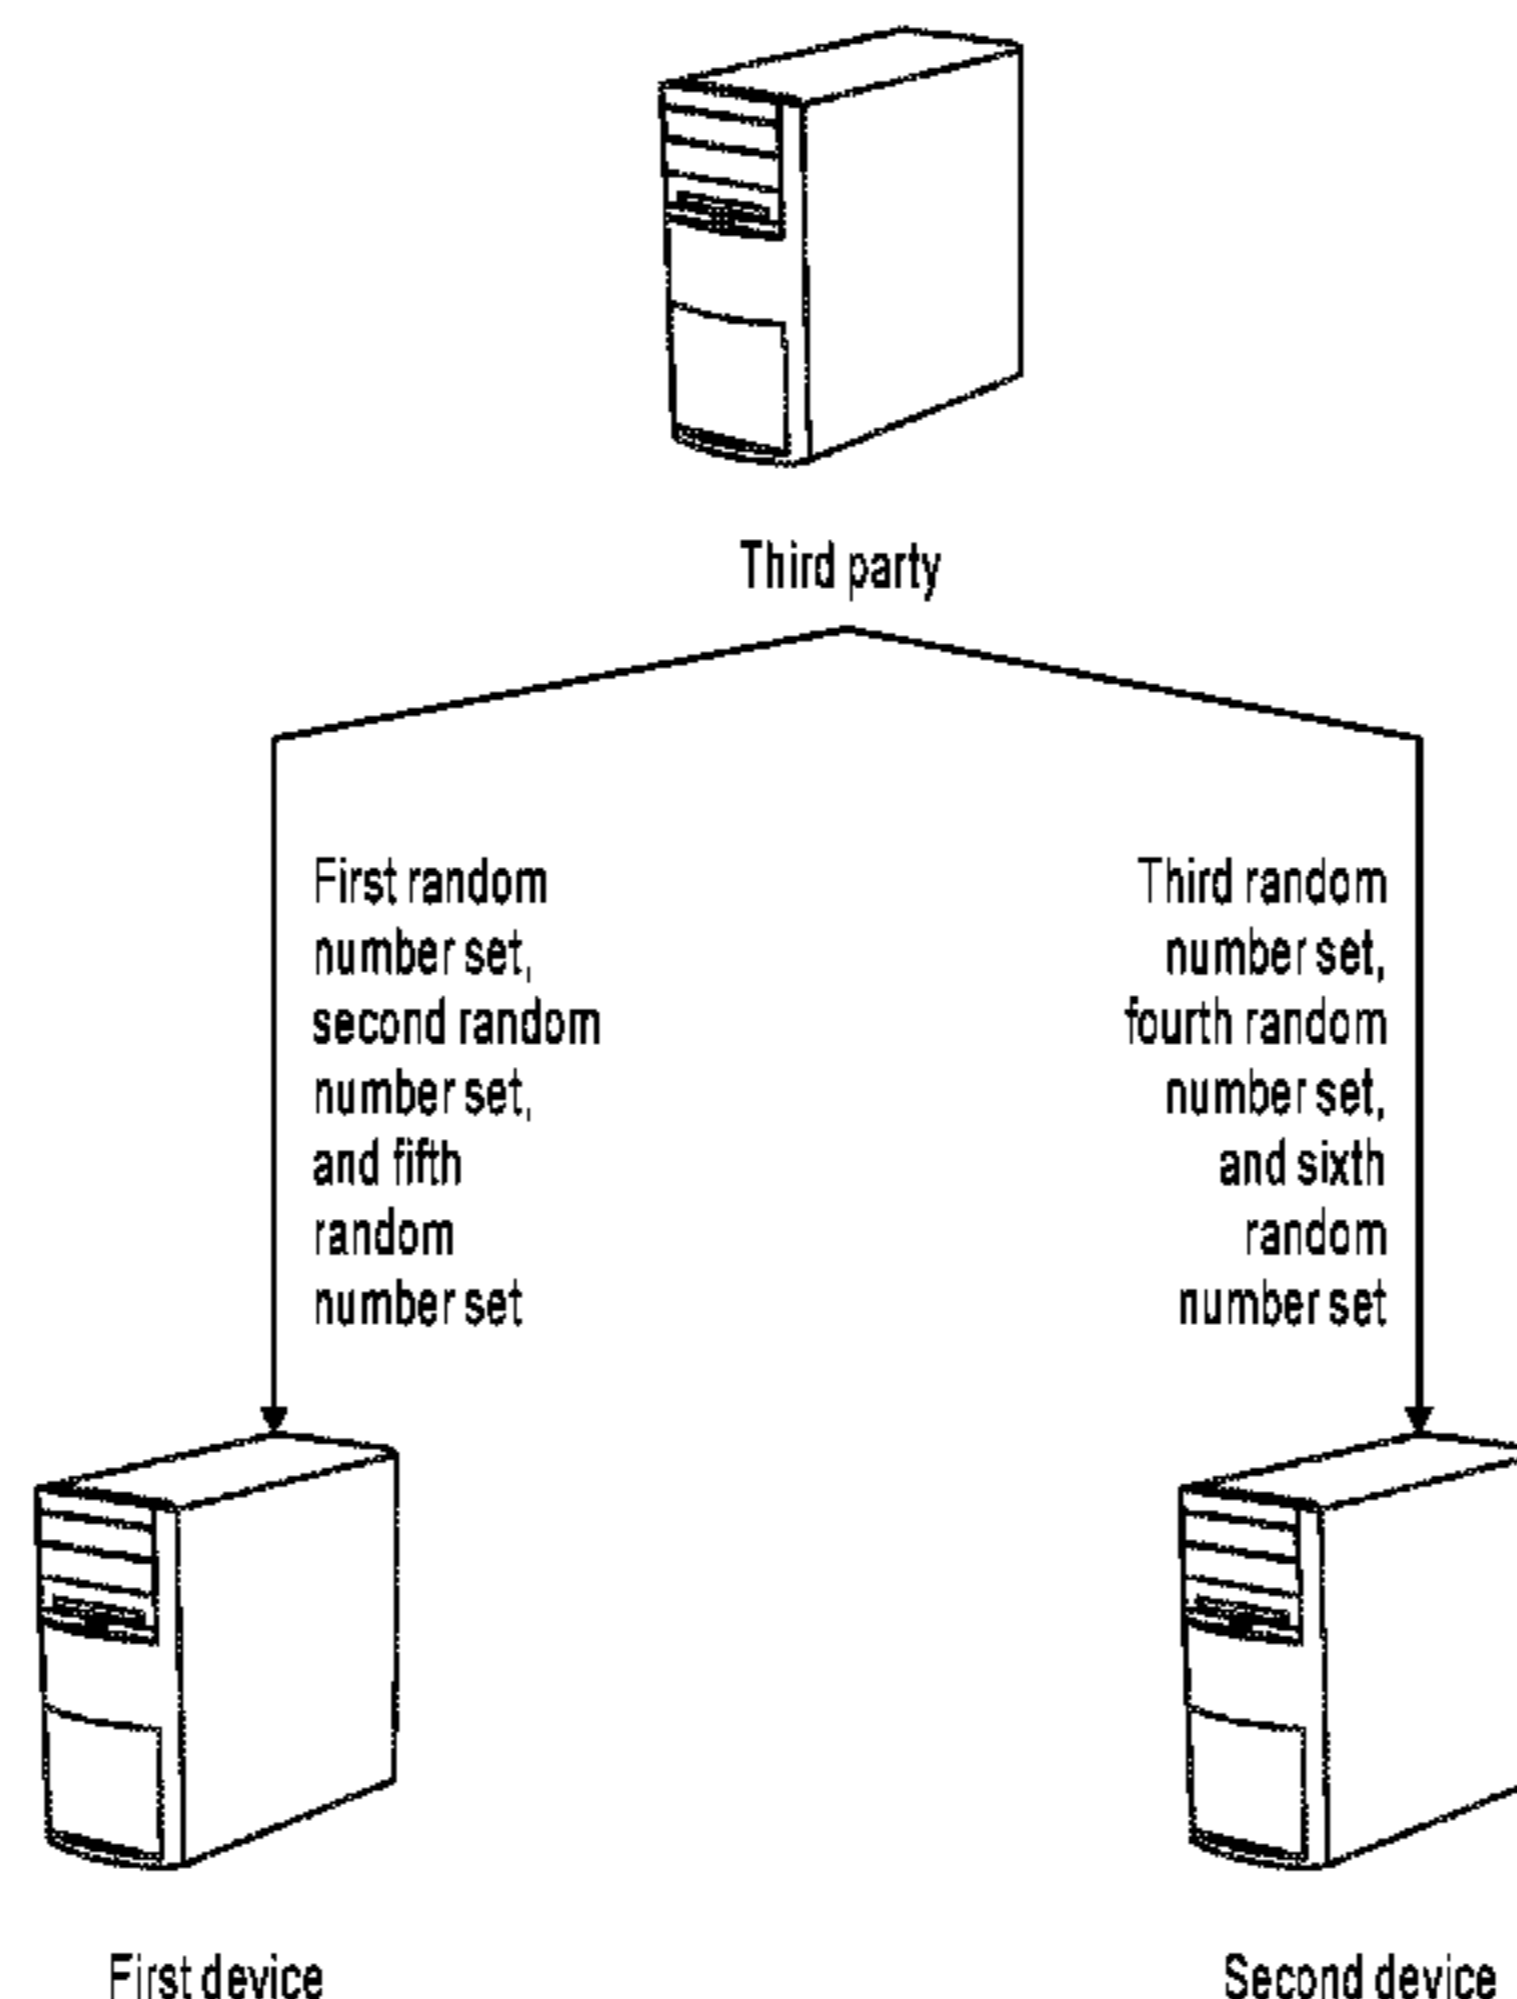 Third party
First random
number set,
second random
number set,
and fifth
random
number set
Third random
number set,
fourth random
number set,
and sixth
random
number set
First device
Second device